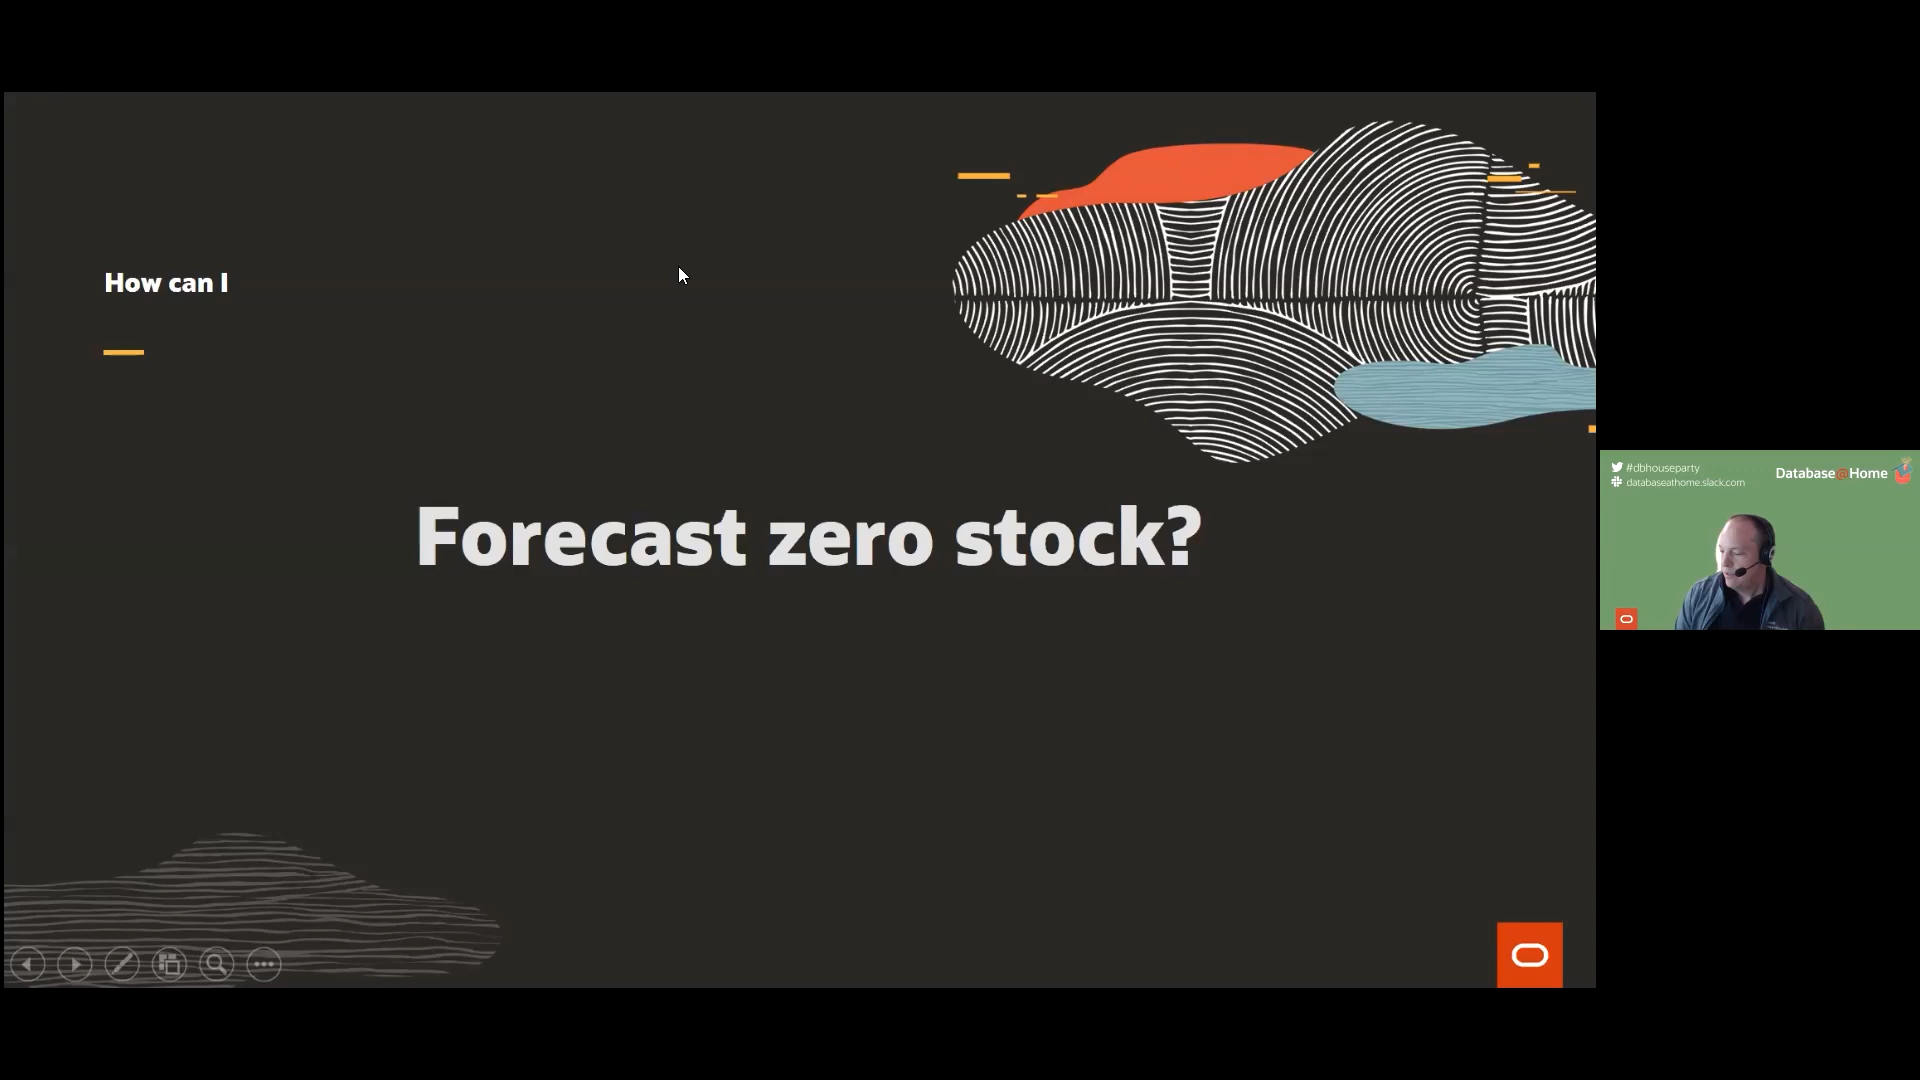 How can I
Forecast zero stock?
#dbhouseparty
databaseathome.slack.com
Database@Home